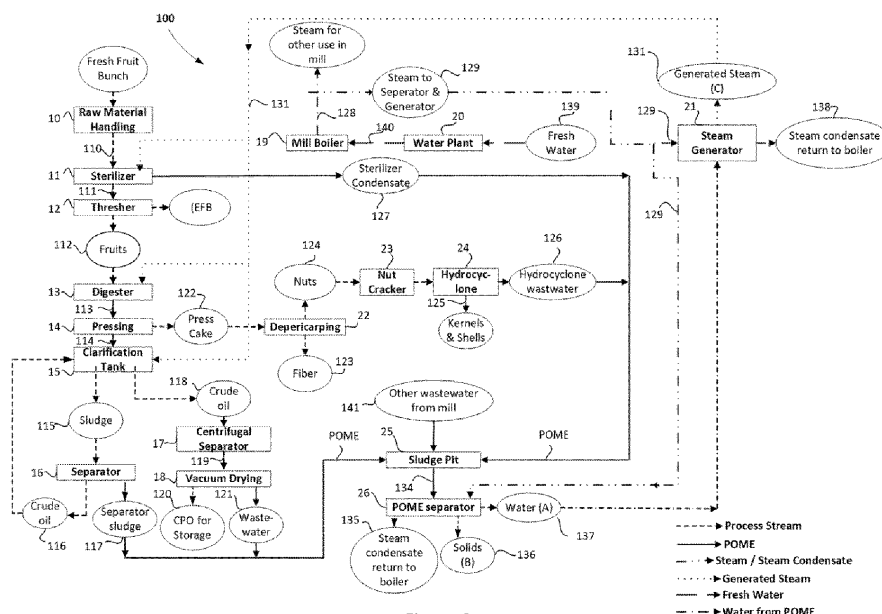 100
Fresh Fruit
Bunch
10
Raw Material
Handling
110
11
Sterilizer
111
12
Thresher
(EFB
112
Fruits
13
Digester
113
14
Pressing
122
Press
Cake
114
15
Clarification
Tank
Steam for
other use in
mill
131
128
129
Steam to
Seperator &
Generator
19
Mill Boiler
140
20
Water Plant
139
Fresh
Water
Sterilizer
Condensate
127
131
Generated Steam
(C)
129
21
Steam
Generator
138
Steam condensate
return to boiler
129
124
Nuts
23
Nut
Cracker
24
Hydrocyc-
lone
125
126
Hydrocyclone
wastwater
Kernels
& Shells
Depericarping
22
Fiber
123
115
Sludge
118
Crude
oil
17
Centrifugal
Separator
119
16
Separator
18
Vacuum Drying
Crude
oil
116
Separator
sludge
117
120
CPO for
Storage
121
Waste-
water
141
Other wastewater
from mill
POME
25
Sludge Pit
POME
134
26
POME separator
Water (A)
137
135
Steam
condensate
return to
boiler
Solids
(B)
136
Process Stream
POME
Steam / Steam Condensate
Generated Steam
Fresh Water
Water from POME